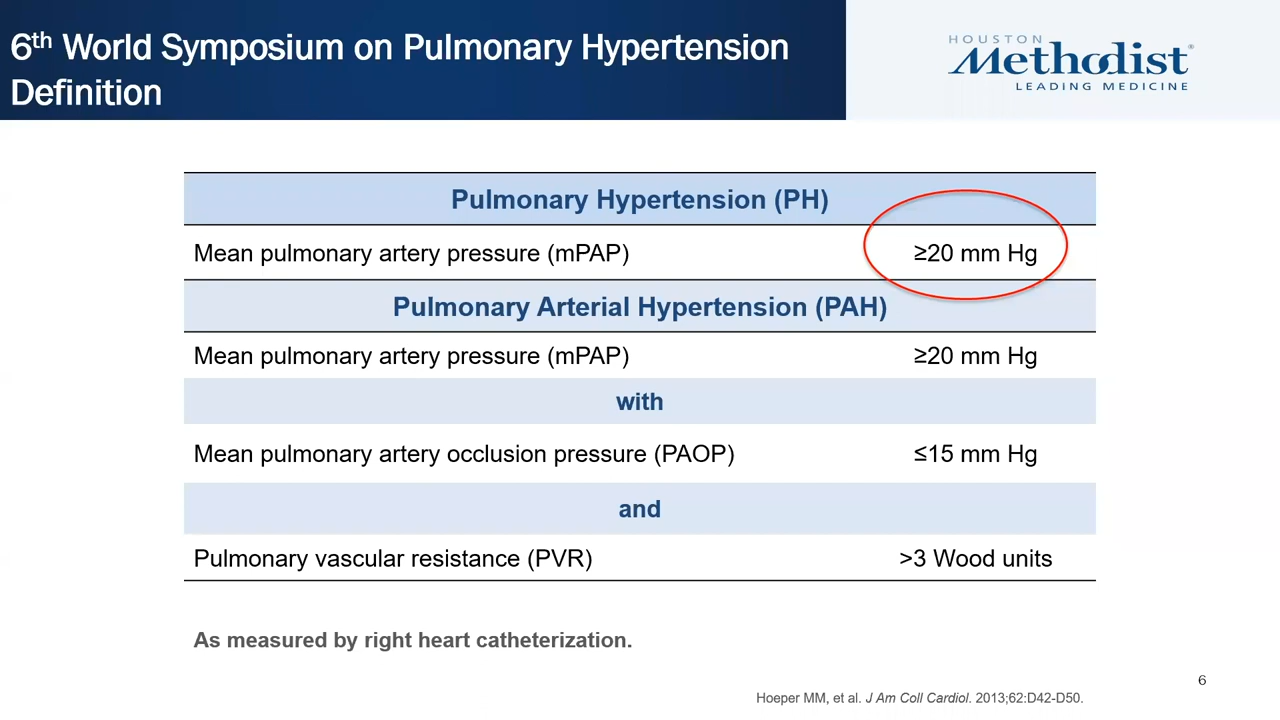 6th World Symposium on Pulmonary Hypertension
Definition
HOUSTON
Methodist®
LEADING MEDICINE
Pulmonary Hypertension (PH)
Mean pulmonary artery pressure (mPAP) ≥20 mm Hg
Pulmonary Arterial Hypertension (PAH)
Mean pulmonary artery pressure (mPAP) ≥20 mm Hg
with
Mean pulmonary artery occlusion pressure (PAOP) ≤15 mm Hg
and
Pulmonary vascular resistance (PVR) >3 Wood units
As measured by right heart catheterization.
6
Hoeper MM, et al. J Am Coll Cardiol. 2013;62:D42-D50.